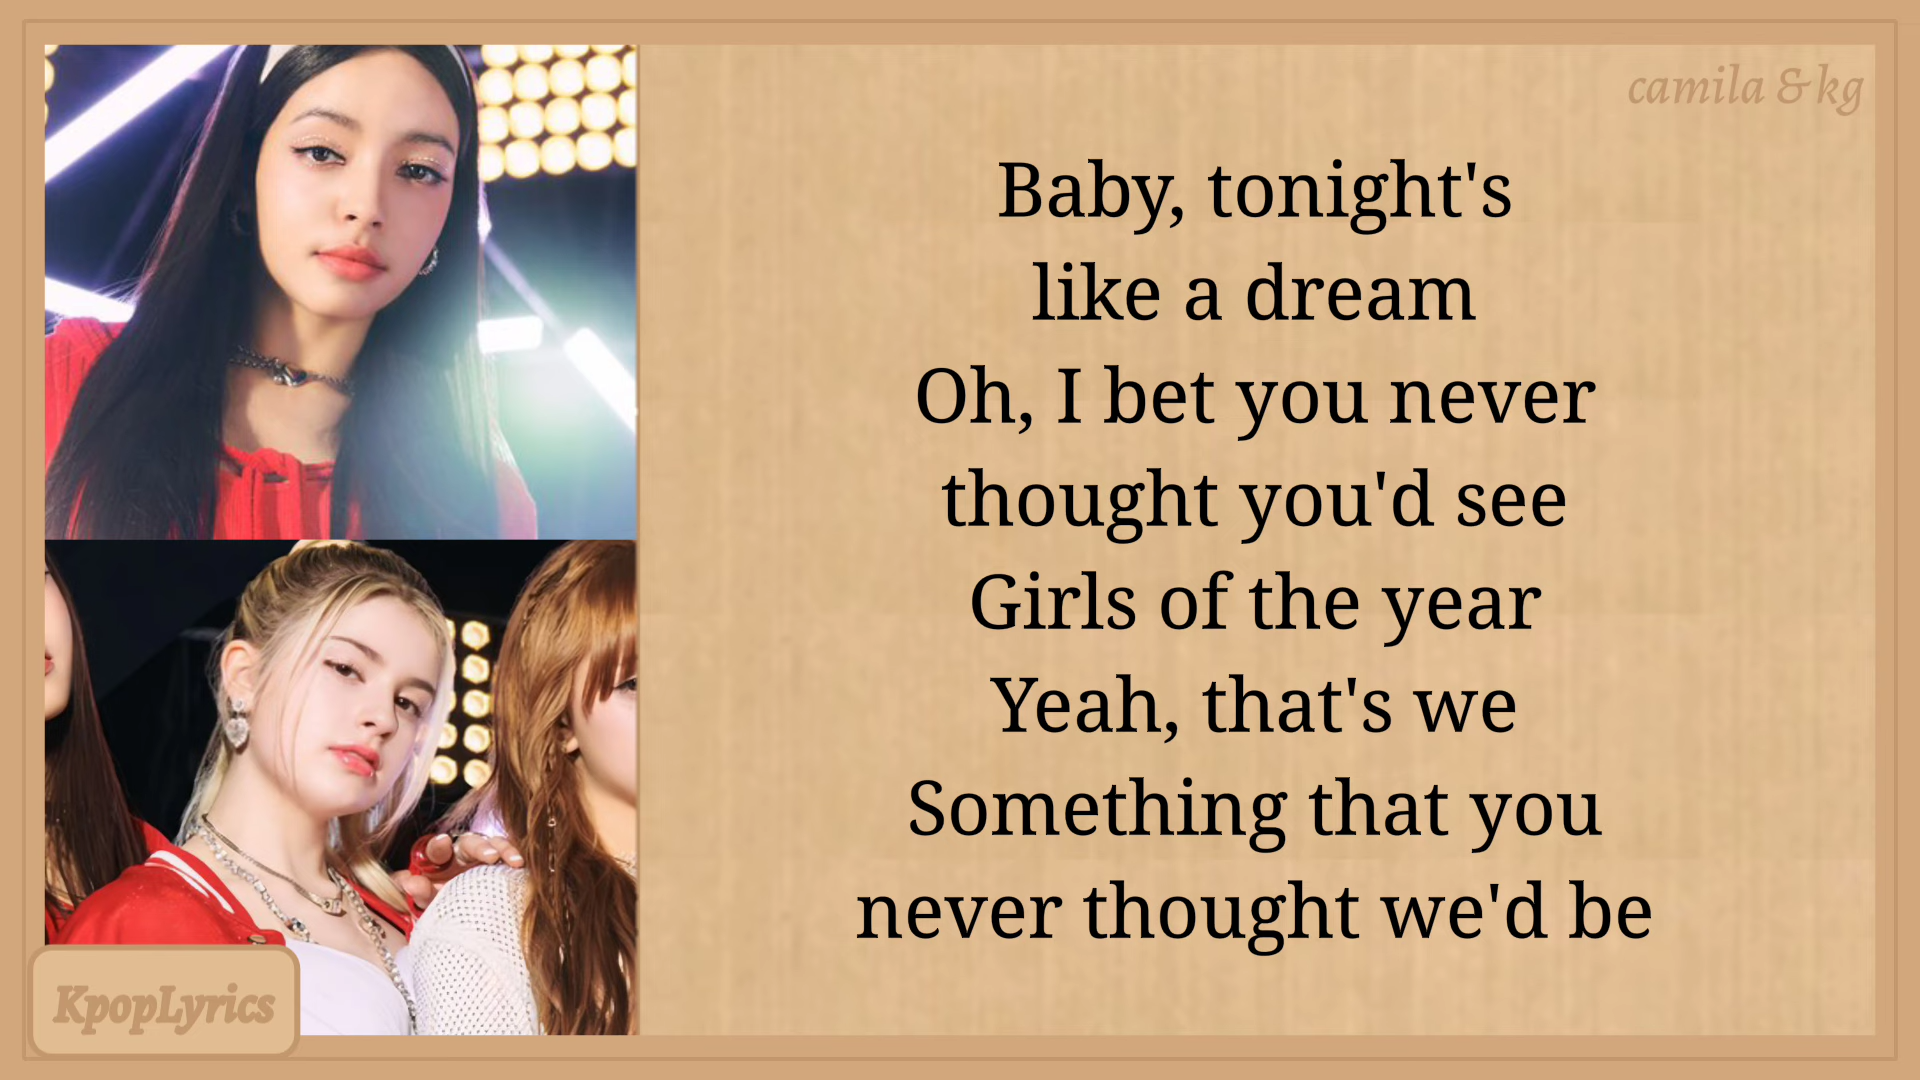 camila & kg
Baby, tonight's
like a dream
Oh, I bet you never
thought you'd see
Girls of the year
Yeah, that's we
Something that you
never thought we'd be
KpopLyrics